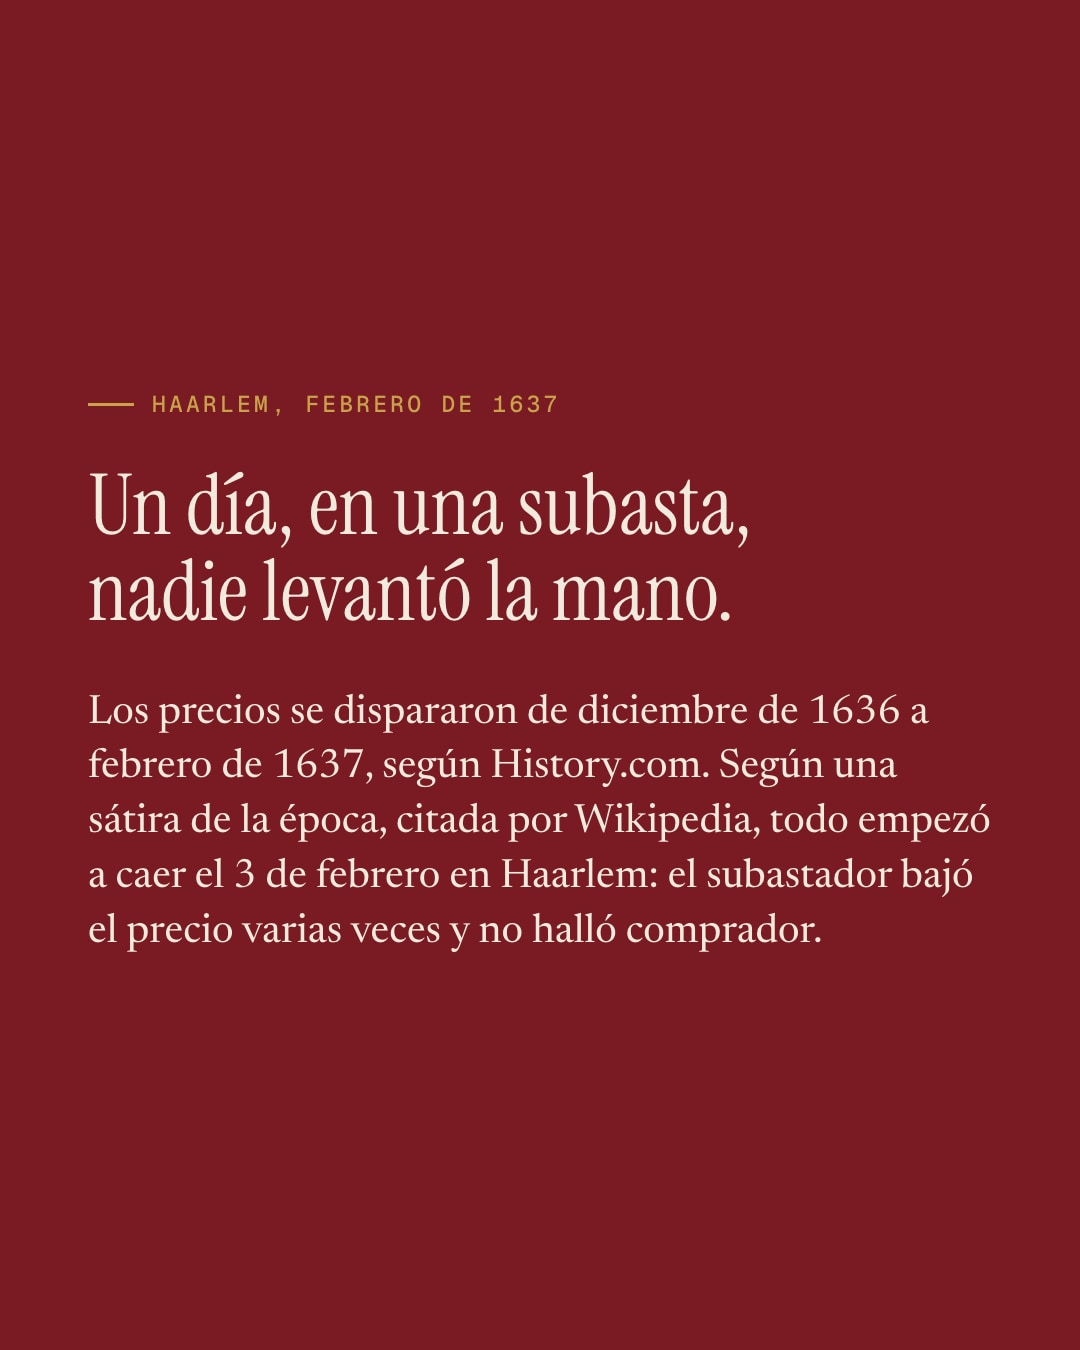 HAARLEM, FEBRERO DE 1637
Un día, en una subasta,
nadie levantó la mano.
Los precios se dispararon de diciembre de 1636 a
febrero de 1637, según History.com. Según una
sátira de la época, citada por Wikipedia, todo empezó
a caer el 3 de febrero en Haarlem: el subastador bajó
el precio varias veces y no halló comprador.